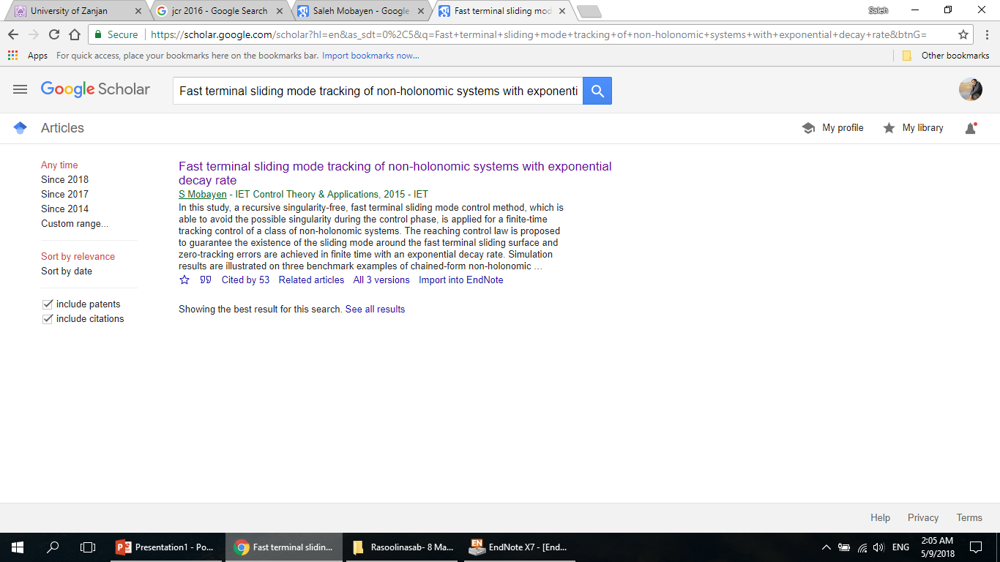 University of Zanjan
jcr 2016 - Google Search
Saleh Mobayen - Google
Fast terminal sliding mod
Saleh
Secure
https://scholar.google.com/scholar?hl=en&as_sdt=0%2C5&q=Fast+terminal+sliding+mode+tracking+of+non-holonomic+systems+with+exponential+decay+rate&btnG=
Apps
For quick access, place your bookmarks here on the bookmarks bar. Import bookmarks now...
Other bookmarks
Google Scholar
Fast terminal sliding mode tracking of non-holonomic systems with exponenti
Articles
My profile
My library
Any time
Since 2018
Since 2017
Since 2014
Custom range...
Sort by relevance
Sort by date
include patents
include citations
Fast terminal sliding mode tracking of non-holonomic systems with exponential
decay rate
S Mobayen - IET Control Theory & Applications, 2015 - IET
In this study, a recursive singularity-free, fast terminal sliding mode control method, which is
able to avoid the possible singularity during the control phase, is applied for a finite-time
tracking control of a class of non-holonomic systems. The reaching control law is proposed
to guarantee the existence of the sliding mode around the fast terminal sliding surface and
zero-tracking errors are achieved in finite time with an exponential decay rate. Simulation
results are illustrated on three benchmark examples of chained-form non-holonomic …
Cited by 53 Related articles All 3 versions Import into EndNote
Showing the best result for this search. See all results
Help
Privacy
Terms
Presentation1 - Po...
Fast terminal slidin...
Rasoolinasab- 8 Ma...
EN
EndNote X7 - [End...
ENG
2:05 AM
5/9/2018